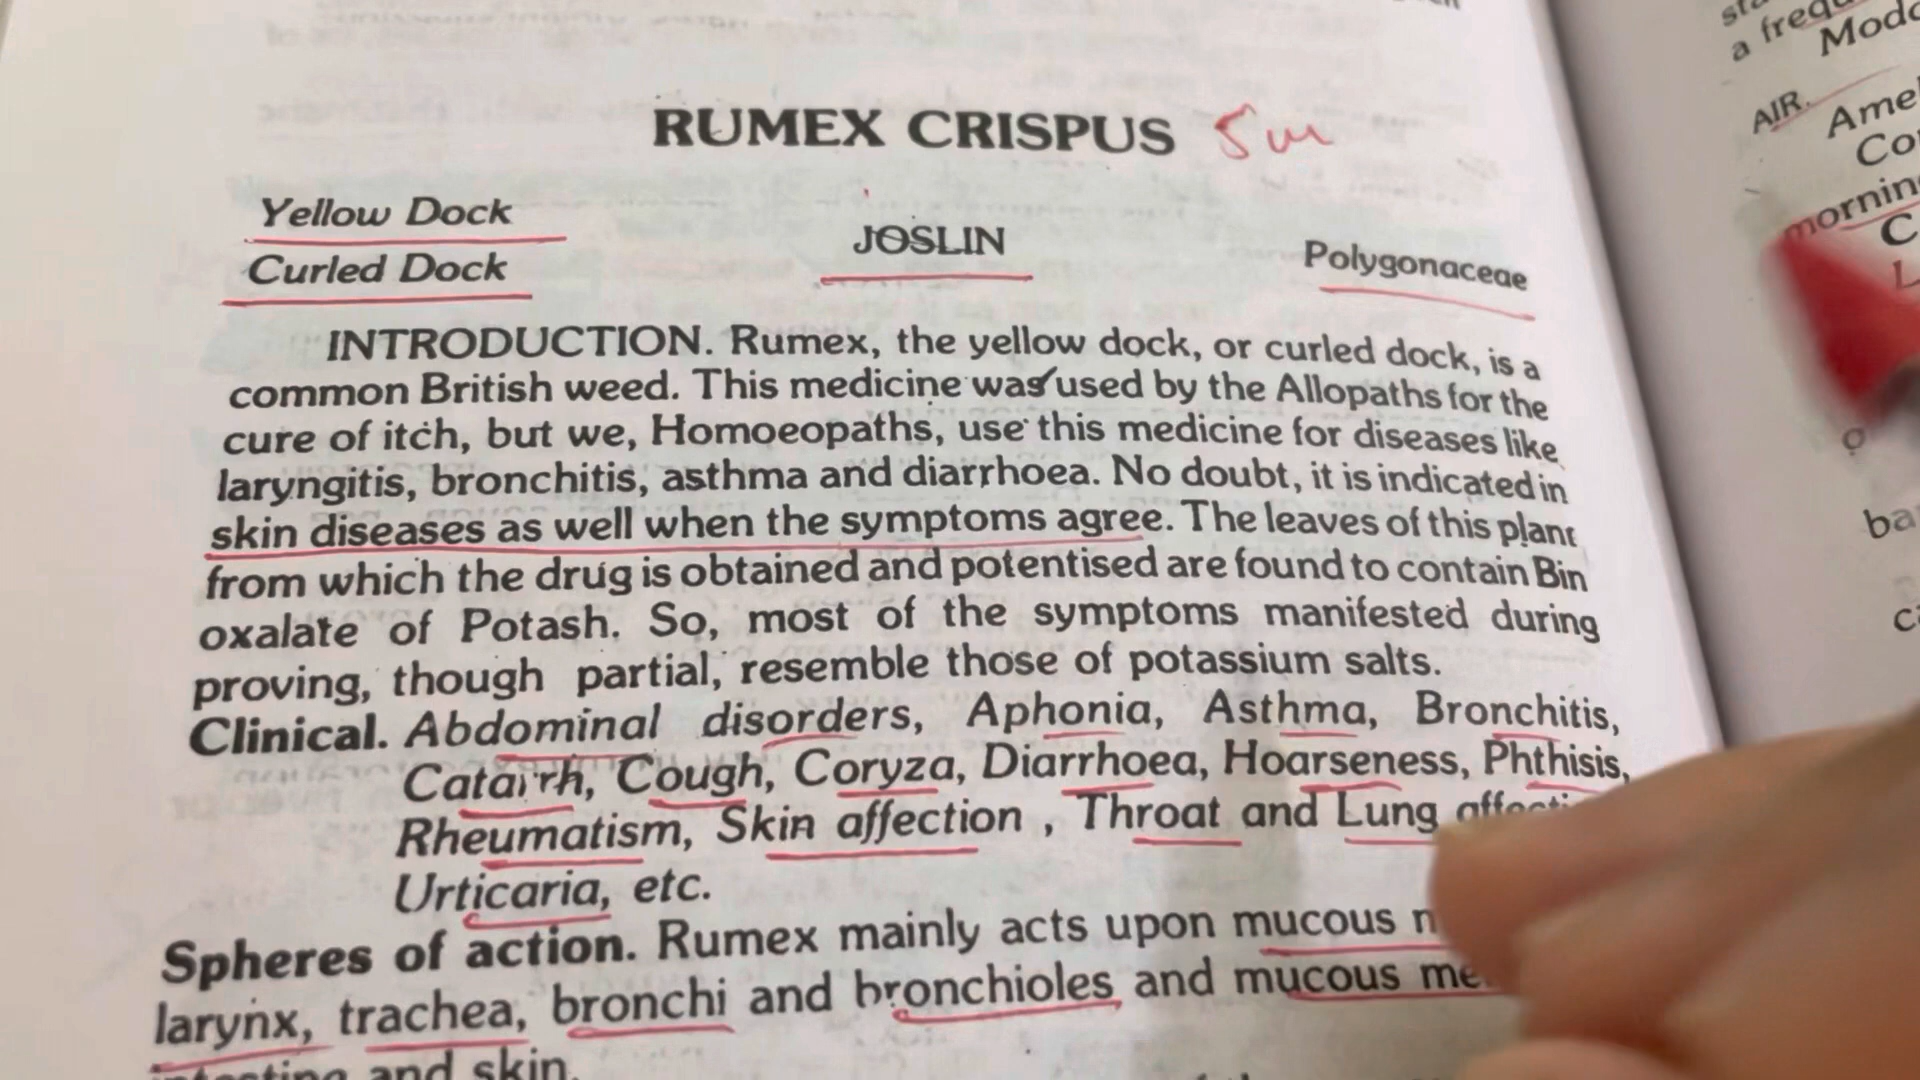 RUMEX CRISPUS 5 m
Yellow Dock
Curled Dock
JOSLIN
Polygonaceae
INTRODUCTION. Rumex, the yellow dock, or curled dock, is a
common British weed. This medicine was used by the Allopaths for the
cure of itch, but we, Homoeopaths, use this medicine for diseases like
laryngitis, bronchitis, asthma and diarrhoea. No doubt, it is indicated in
skin diseases as well when the symptoms agree. The leaves of this plant
from which the drug is obtained and potentised are found to contain Bin
oxalate of Potash. So, most of the symptoms manifested during
proving, though partial, resemble those of potassium salts.
Clinical. Abdominal disorders, Aphonia, Asthma, Bronchitis,
Catarrh, Cough, Coryza, Diarrhoea, Hoarseness, Phthisis,
Rheumatism, Skin affection , Throat and Lung
Urticaria, etc.
Spheres of action. Rumex mainly acts upon mucous
larynx, trachea, bronchi and bronchioles and mucous
and skin.
a
AIR.